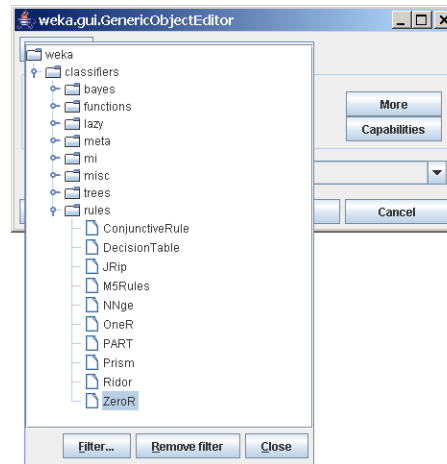 weka.gui.GenericObjectEditor
weka
classifiers
bayes
functions
lazy
meta
mi
misc
trees
rules
ConjunctiveRule
DecisionTable
JRip
M5Rules
NNge
OneR
PART
Prism
Ridor
ZeroR
More
Capabilities
Cancel
Filter... Remove filter Close